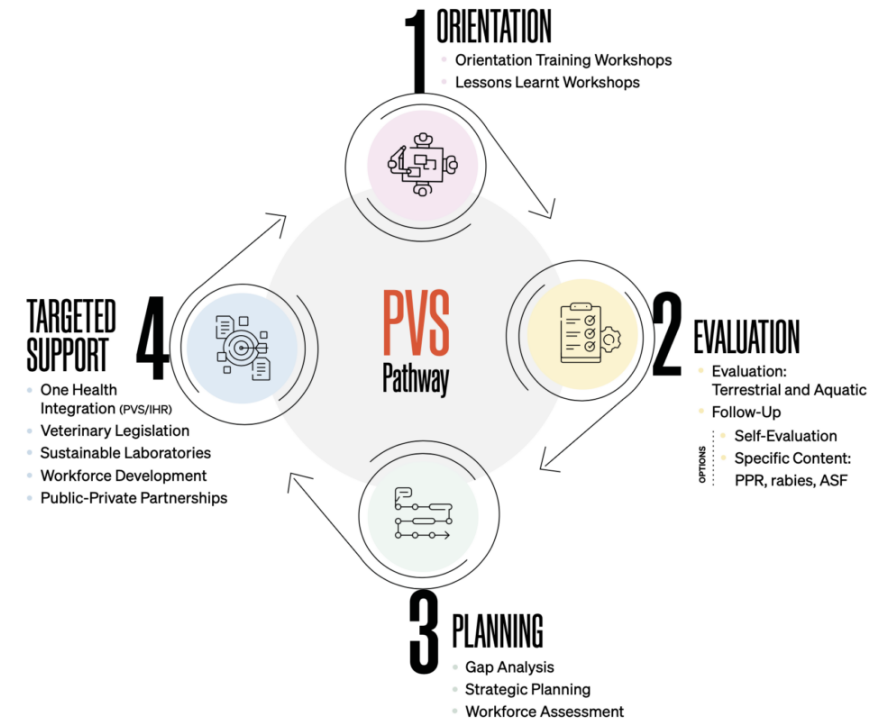 1 ORIENTATION
Orientation Training Workshops
Lessons Learnt Workshops
PVS
Pathway
2 EVALUATION
Evaluation:
Terrestrial and Aquatic
Follow-Up
OPTIONS
Self-Evaluation
Specific Content:
PPR, rabies, ASF
3 PLANNING
Gap Analysis
Strategic Planning
Workforce Assessment
TARGETED
SUPPORT 4
One Health
Integration (PVS/IHR)
Veterinary Legislation
Sustainable Laboratories
Workforce Development
Public-Private Partnerships